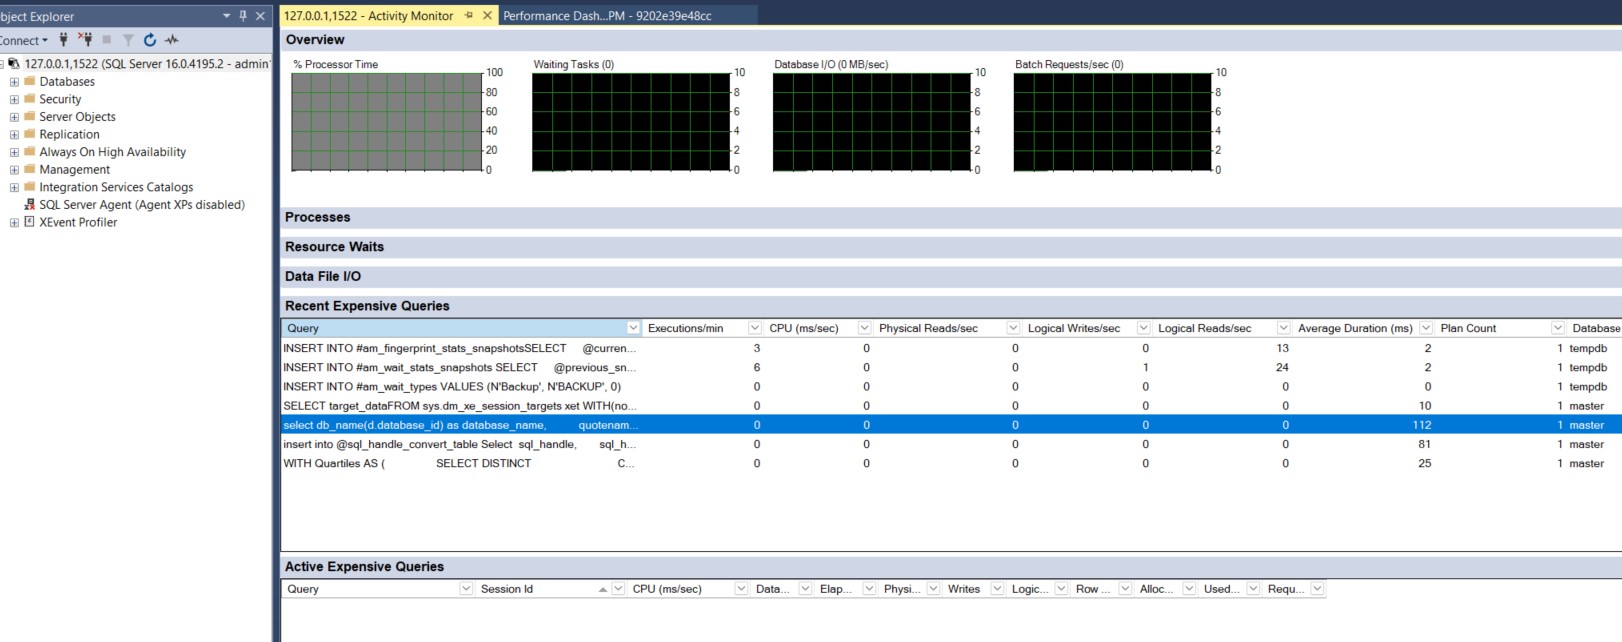 bject Explorer
onnect
127.0.0.1,1522 (SQL Server 16.0.4195.2 - admin1
Databases
Security
Server Objects
Replication
Always On High Availability
Management
Integration Services Catalogs
SQL Server Agent (Agent XPs disabled)
XEvent Profiler
127.0.0.1,1522 - Activity Monitor
Performance Dash...PM - 9202e39e48cc
Overview
% Processor Time
100
80
60
40
20
0
Waiting Tasks (0)
10
8
6
4
2
0
Database I/O (0 MB/sec)
10
8
6
4
2
0
Batch Requests/sec (0)
10
8
6
4
2
0
Processes
Resource Waits
Data File I/O
Recent Expensive Queries
Query Executions/min CPU (ms/sec) Physical Reads/sec Logical Writes/sec Logical Reads/sec Average Duration (ms) Plan Count Database
INSERT INTO #am_fingerprint_stats_snapshotsSELECT @curren... 3 0 0 0 13 2 1 tempdb
INSERT INTO #am_wait_stats_snapshots SELECT @previous_sn... 6 0 0 1 24 2 1 tempdb
INSERT INTO #am_wait_types VALUES (N'Backup', N'BACKUP', 0) 0 0 0 0 0 0 1 tempdb
SELECT target_dataFROM sys.dm_xe_session_targets xet WITH(no... 0 0 0 0 0 10 1 master
select db_name(d.database_id) as database_name, quotenam... 0 0 0 0 0 112 1 master
insert into @sql_handle_convert_table Select sql_handle, sql_h... 0 0 0 0 0 81 1 master
WITH Quartiles AS ( SELECT DISTINCT C... 0 0 0 0 0 25 1 master
Active Expensive Queries
Query Session Id CPU (ms/sec) Data... Elap... Physi... Writes Logic... Row ... Alloc... Used... Requ...